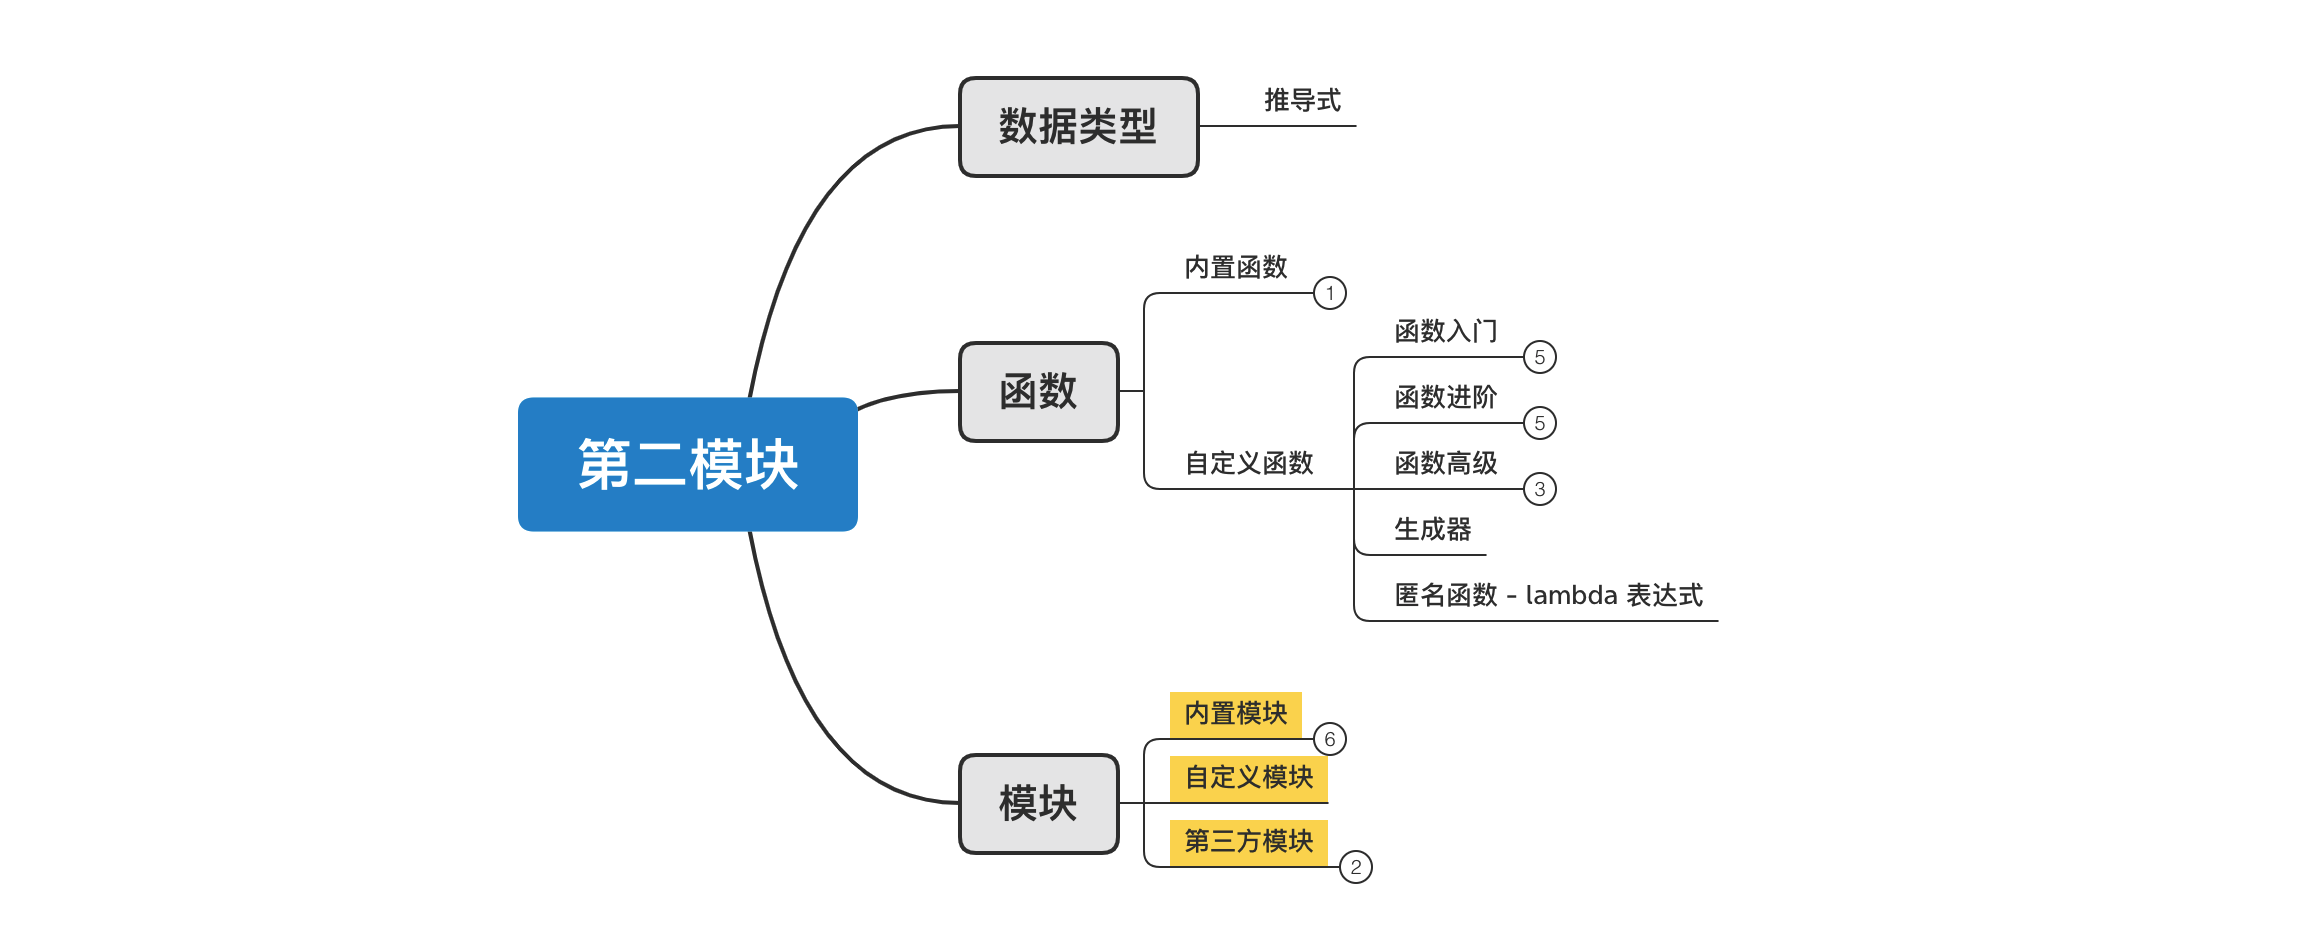 第二模块
数据类型
推导式
函数
内置函数
1
自定义函数
函数入门
5
函数进阶
5
函数高级
3
生成器
匿名函数 - lambda 表达式
模块
内置模块
6
自定义模块
第三方模块
2